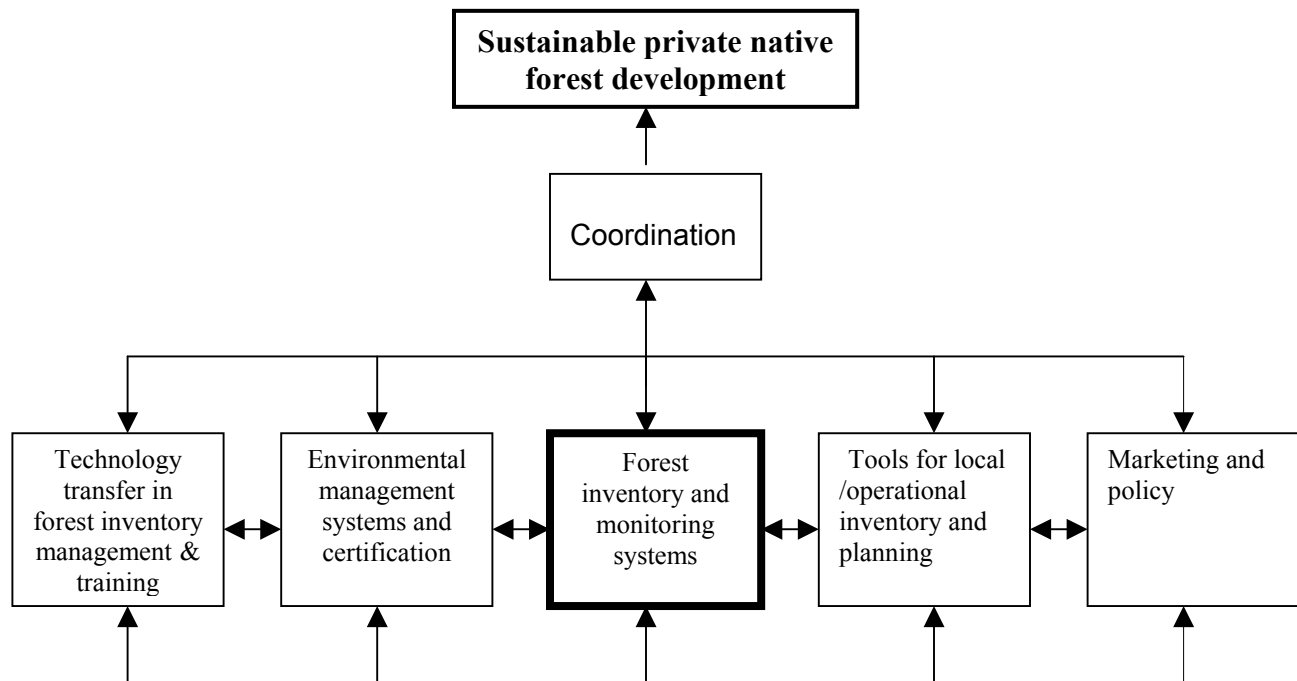 Sustainable private native
forest development
Coordination
Technology
transfer in
forest inventory
management &
training
Environmental
management
systems and
certification
Forest
inventory and
monitoring
systems
Tools for local
/operational
inventory and
planning
Marketing and
policy